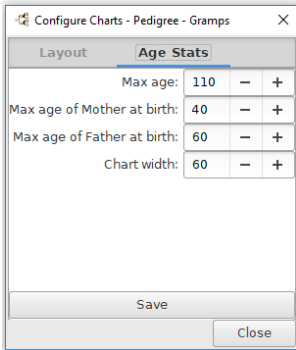 Configure Charts - Pedigree - Gramps
Layout Age Stats
Max age: 110 − +
Max age of Mother at birth: 40 − +
Max age of Father at birth: 60 − +
Chart width: 60 − +
Save
Close